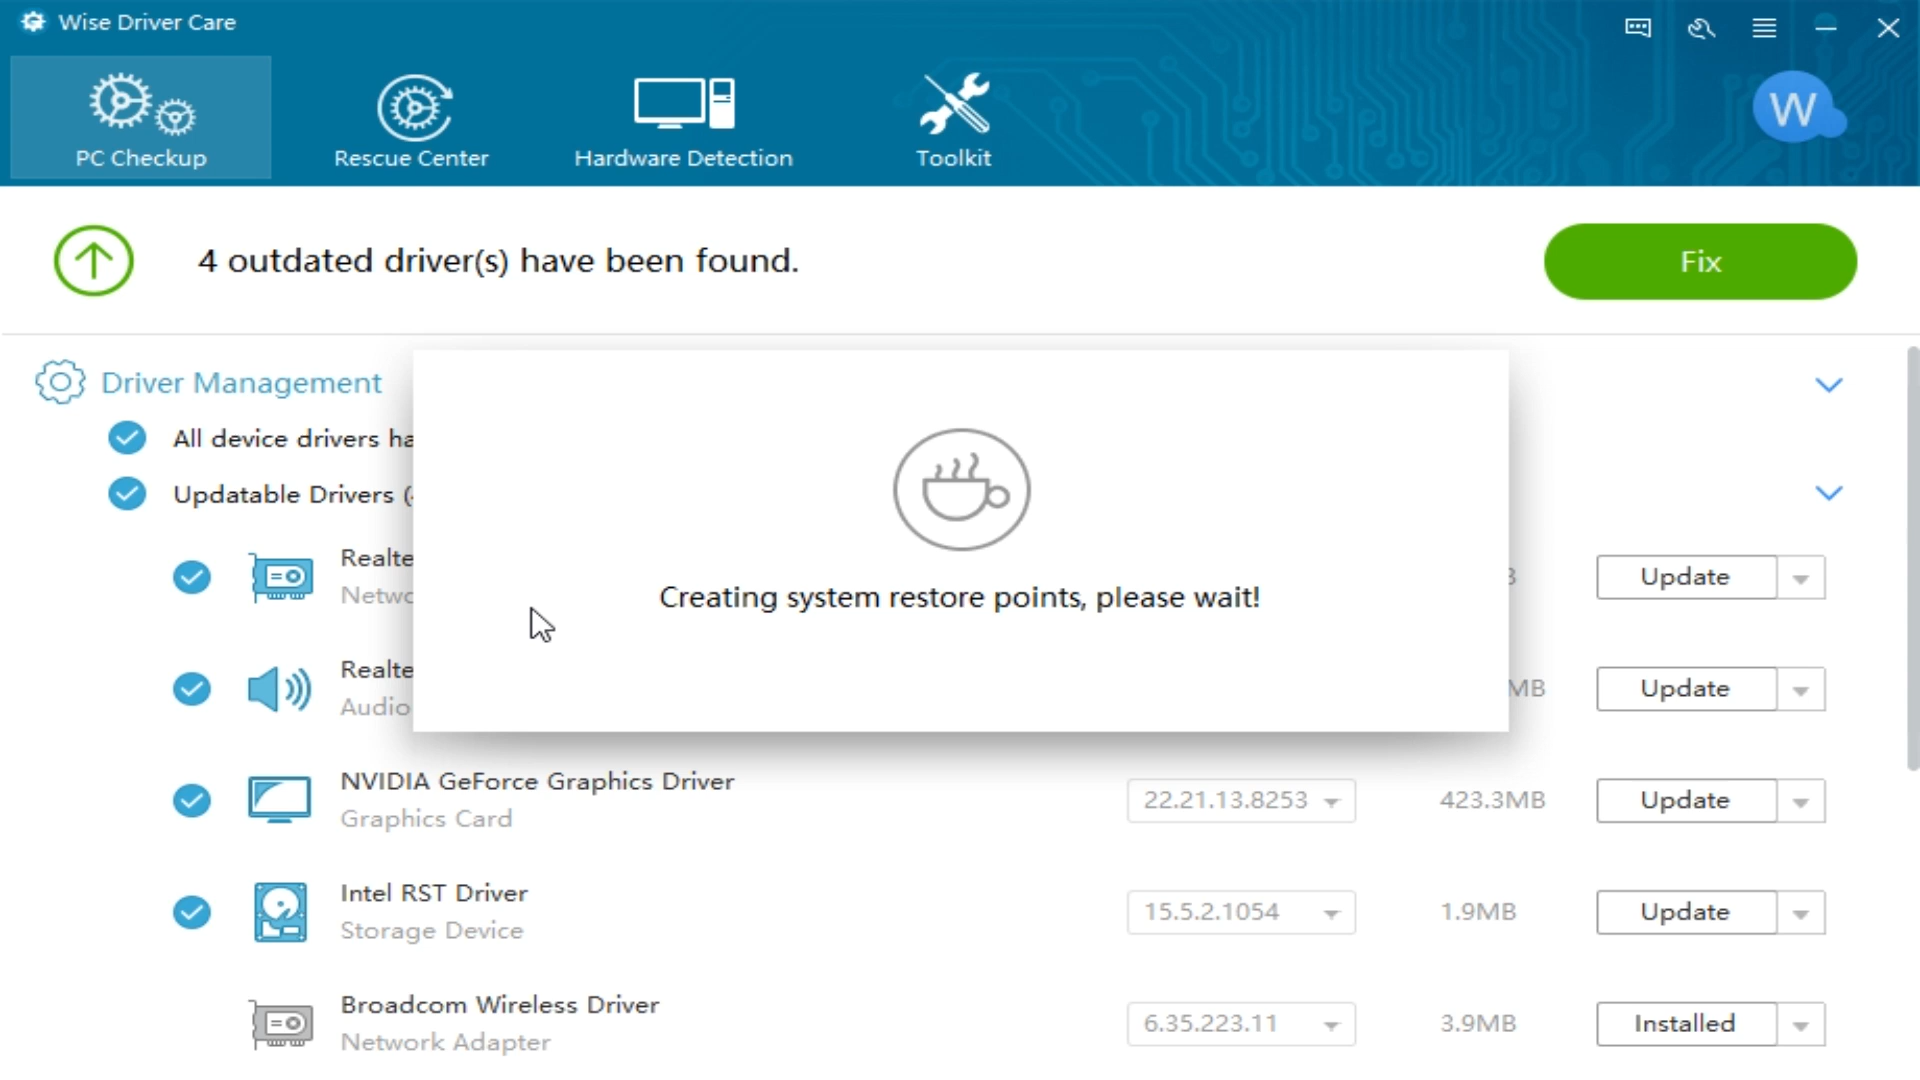 Wise Driver Care
PC Checkup
Rescue Center
Hardware Detection
Toolkit
W
4 outdated driver(s) have been found.
Fix
Driver Management
All device drivers ha
Updatable Drivers (
Creating system restore points, please wait!
Realte
Netwo
Update
Realte
Audio
MB
Update
NVIDIA GeForce Graphics Driver
Graphics Card
22.21.13.8253
423.3MB
Update
Intel RST Driver
Storage Device
15.5.2.1054
1.9MB
Update
Broadcom Wireless Driver
Network Adapter
6.35.223.11
3.9MB
Installed